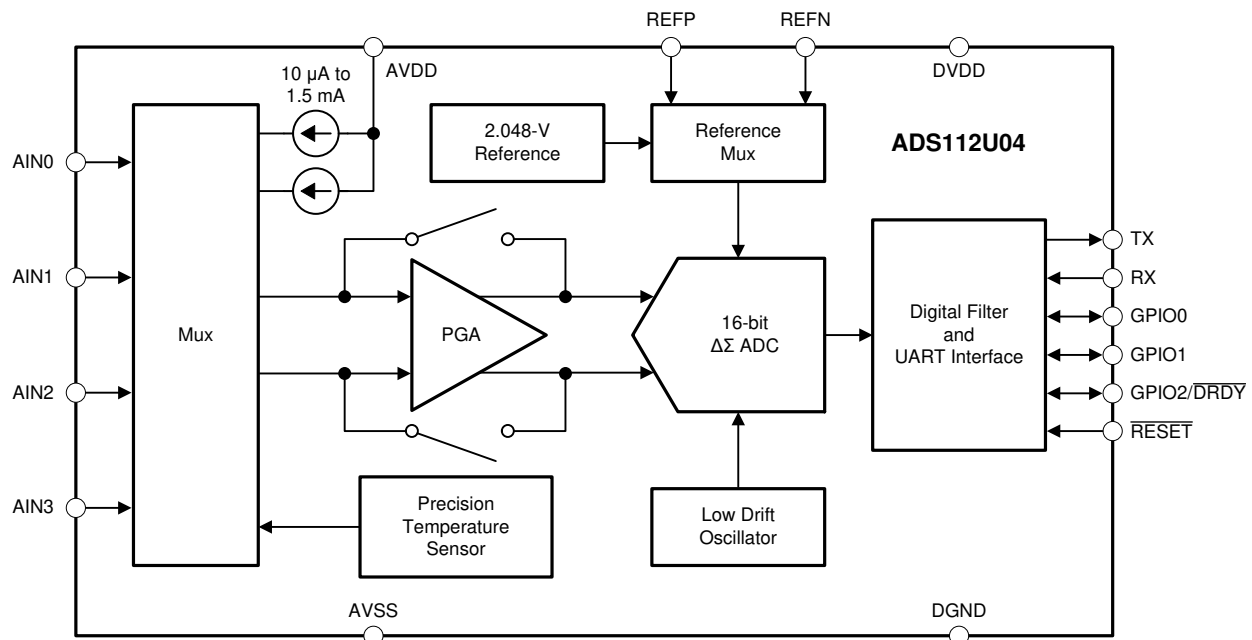 REFP
REFN
AVDD
DVDD
10 µA to
1.5 mA
2.048-V
Reference
Reference
Mux
ADS112U04
AIN0
AIN1
AIN2
AIN3
Mux
PGA
16-bit
ΔΣ ADC
Digital Filter
and
UART Interface
TX
RX
GPIO0
GPIO1
GPIO2/D̅R̅D̅Y̅
R̅E̅S̅E̅T̅
Precision
Temperature
Sensor
Low Drift
Oscillator
AVSS
DGND